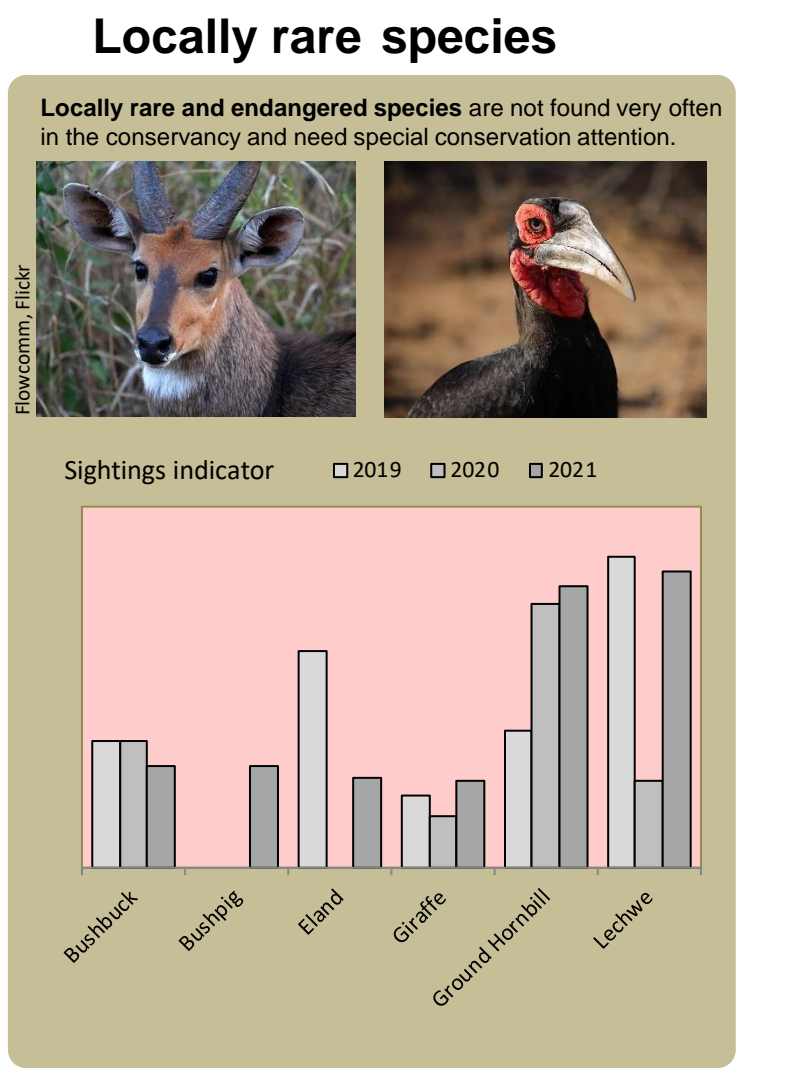 Locally rare species
Locally rare and endangered species are not found very often
in the conservancy and need special conservation attention.
Flowcomm, Flickr
Sightings indicator
2019 2020 2021
Bushbuck
Bushpig
Eland
Giraffe
Ground Hornbill
Lechwe